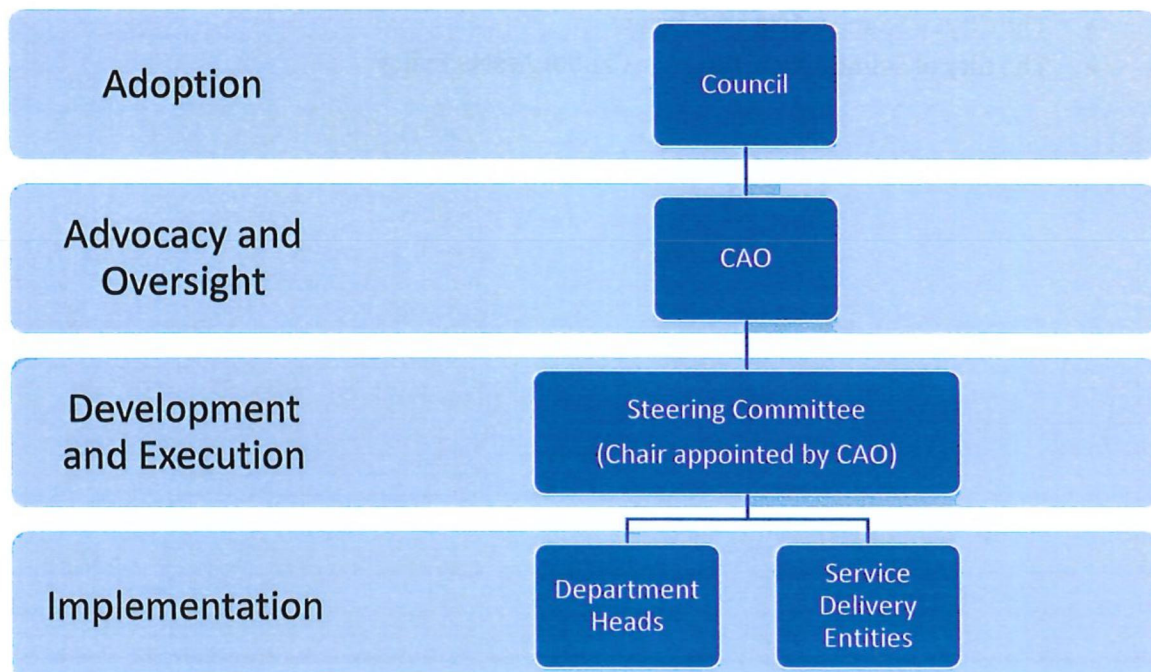 Adoption
Council
Advocacy and
Oversight
CAO
Development
and Execution
Steering Committee
(Chair appointed by CAO)
Implementation
Department
Heads
Service
Delivery
Entities